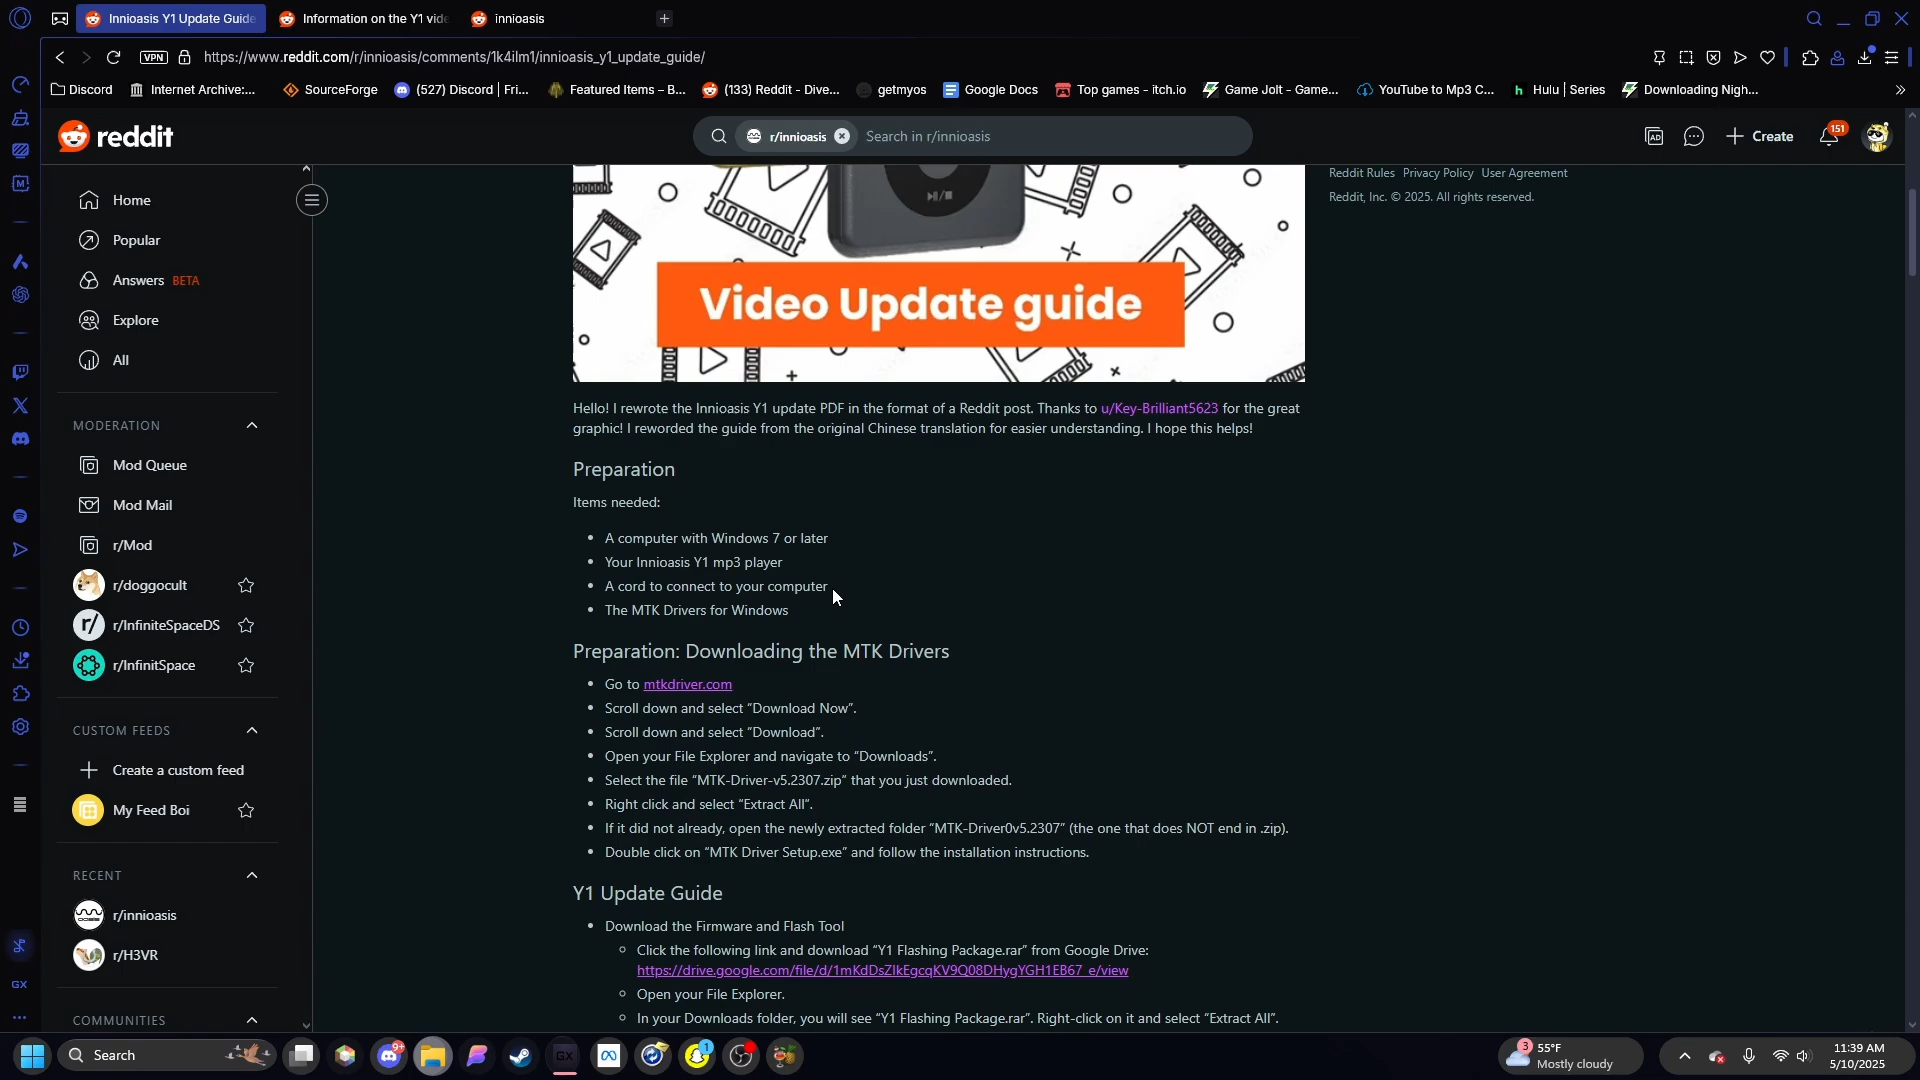 Innioasis Y1 Update Guide
Information on the Y1 vide
innioasis
VPN
https://www.reddit.com/r/innioasis/comments/1k4ilm1/innioasis_y1_update_guide/
Discord
Internet Archive:...
SourceForge
(527) Discord | Fri...
Featured Items – B...
(133) Reddit - Dive...
getmyos
Google Docs
Top games - itch.io
Game Jolt - Game...
YouTube to Mp3 C...
Hulu | Series
Downloading Nigh...
reddit
r/innioasis
Search in r/innioasis
AD
Create
151
Home
Popular
Answers BETA
Explore
All
MODERATION
Mod Queue
Mod Mail
r/Mod
r/doggocult
r/InfiniteSpaceDS
r/InfinitSpace
CUSTOM FEEDS
Create a custom feed
My Feed Boi
RECENT
r/innioasis
r/H3VR
COMMUNITIES
Reddit Rules Privacy Policy User Agreement
Reddit, Inc. © 2025. All rights reserved.
Video Update guide
Hello! I rewrote the Innioasis Y1 update PDF in the format of a Reddit post. Thanks to u/Key-Brilliant5623 for the great
graphic! I reworded the guide from the original Chinese translation for easier understanding. I hope this helps!
Preparation
Items needed:
A computer with Windows 7 or later
Your Innioasis Y1 mp3 player
A cord to connect to your computer
The MTK Drivers for Windows
Preparation: Downloading the MTK Drivers
Go to mtkdriver.com
Scroll down and select “Download Now”.
Scroll down and select “Download”.
Open your File Explorer and navigate to “Downloads”.
Select the file “MTK-Driver-v5.2307.zip” that you just downloaded.
Right click and select “Extract All”.
If it did not already, open the newly extracted folder “MTK-Driver0v5.2307” (the one that does NOT end in .zip).
Double click on “MTK Driver Setup.exe” and follow the installation instructions.
Y1 Update Guide
Download the Firmware and Flash Tool
Click the following link and download “Y1 Flashing Package.rar” from Google Drive:
https://drive.google.com/file/d/1mKdDsZlkEgcqKV9Q08DHygYGH1EB67_e/view
Open your File Explorer.
In your Downloads folder, you will see “Y1 Flashing Package.rar”. Right-click on it and select “Extract All”.
GX
Search
9+
GX
1
3
55°F
Mostly cloudy
11:39 AM
5/10/2025